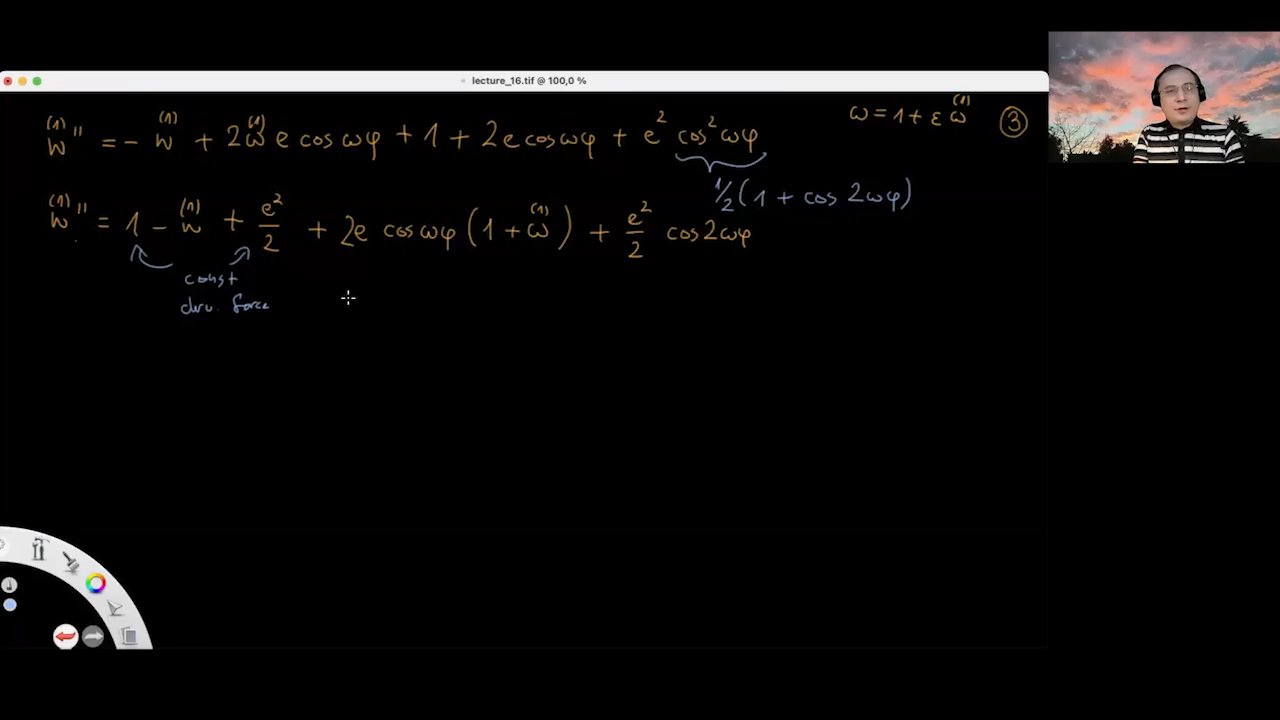 lecture_16.tif @ 100,0 %
ω = 1 + ε ω⁽¹⁾ ③
w⁽¹⁾'' = - w⁽¹⁾ + 2ω⁽¹⁾ e cos ωφ + 1 + 2e cos ωφ + e² cos² ωφ
1/2 (1 + cos 2ωφ)
w⁽¹⁾'' = 1 - w⁽¹⁾ + e²/2 + 2e cos ωφ (1 + ω⁽¹⁾) + e²/2 cos 2ωφ
const
driv. force